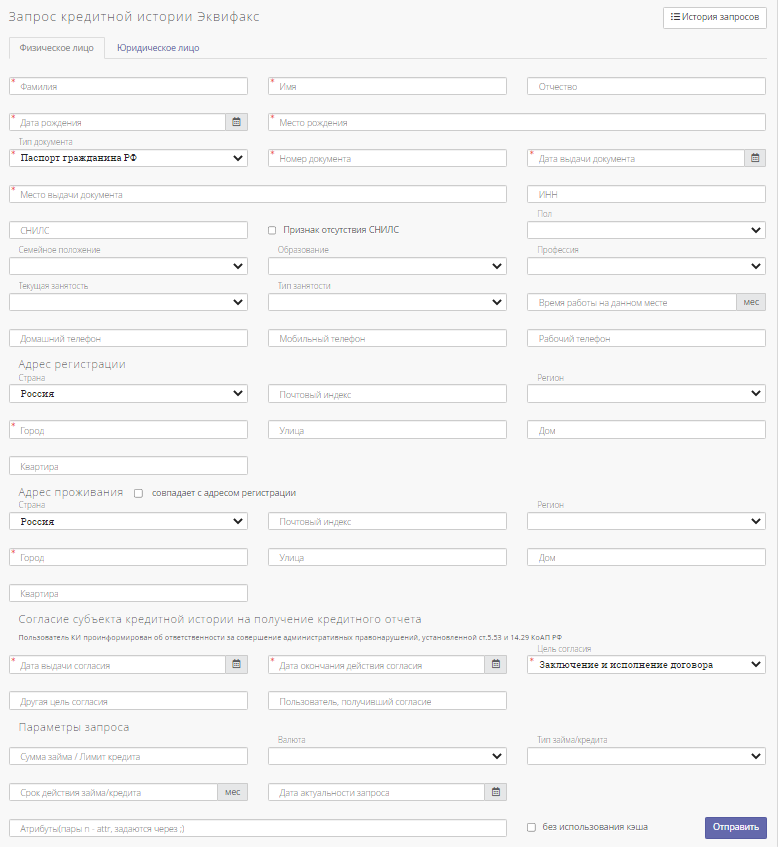 Запрос кредитной истории Эквифакс
История запросов
Физическое лицо Юридическое лицо
* Фамилия * Имя Отчество
* Дата рождения * Место рождения
Тип документа
* Паспорт гражданина РФ * Номер документа * Дата выдачи документа
* Место выдачи документа ИНН
Пол
СНИЛС Признак отсутствия СНИЛС
Семейное положение Образование Профессия
Текущая занятость Тип занятости
Время работы на данном месте мес
Домашний телефон Мобильный телефон Рабочий телефон
Адрес регистрации
Страна Регион
Россия Почтовый индекс
* Город Улица Дом
Квартира
Адрес проживания совпадает с адресом регистрации
Страна Регион
Россия Почтовый индекс
* Город Улица Дом
Квартира
Согласие субъекта кредитной истории на получение кредитного отчета
Пользователь КИ проинформирован об ответственности за совершение административных правонарушений, установленной ст.5.53 и 14.29 КоАП РФ
Цель согласия
* Дата выдачи согласия * Дата окончания действия согласия * Заключение и исполнение договора
Другая цель согласия Пользователь, получивший согласие
Параметры запроса
Валюта Тип займа/кредита
Сумма займа / Лимит кредита
Срок действия займа/кредита мес Дата актуальности запроса
Атрибуты(пары n - attr, задаются через ;) без использования кэша Отправить